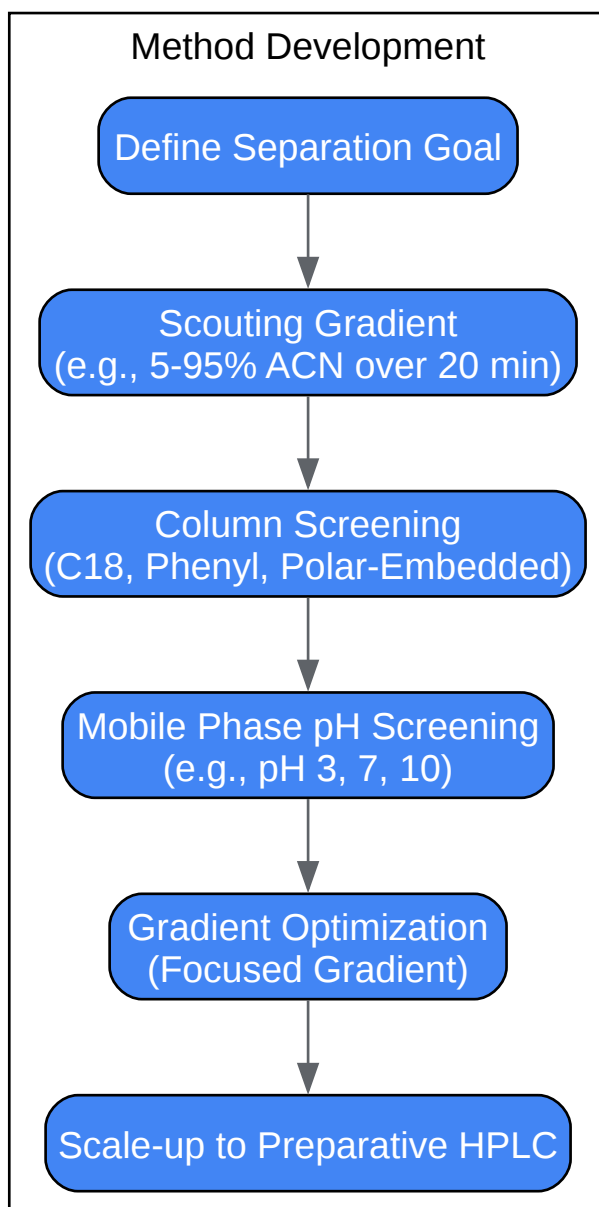 Method Development
Define Separation Goal
Scouting Gradient
(e.g., 5-95% ACN over 20 min)
Column Screening
(C18, Phenyl, Polar-Embedded)
Mobile Phase pH Screening
(e.g., pH 3, 7, 10)
Gradient Optimization
(Focused Gradient)
Scale-up to Preparative HPLC